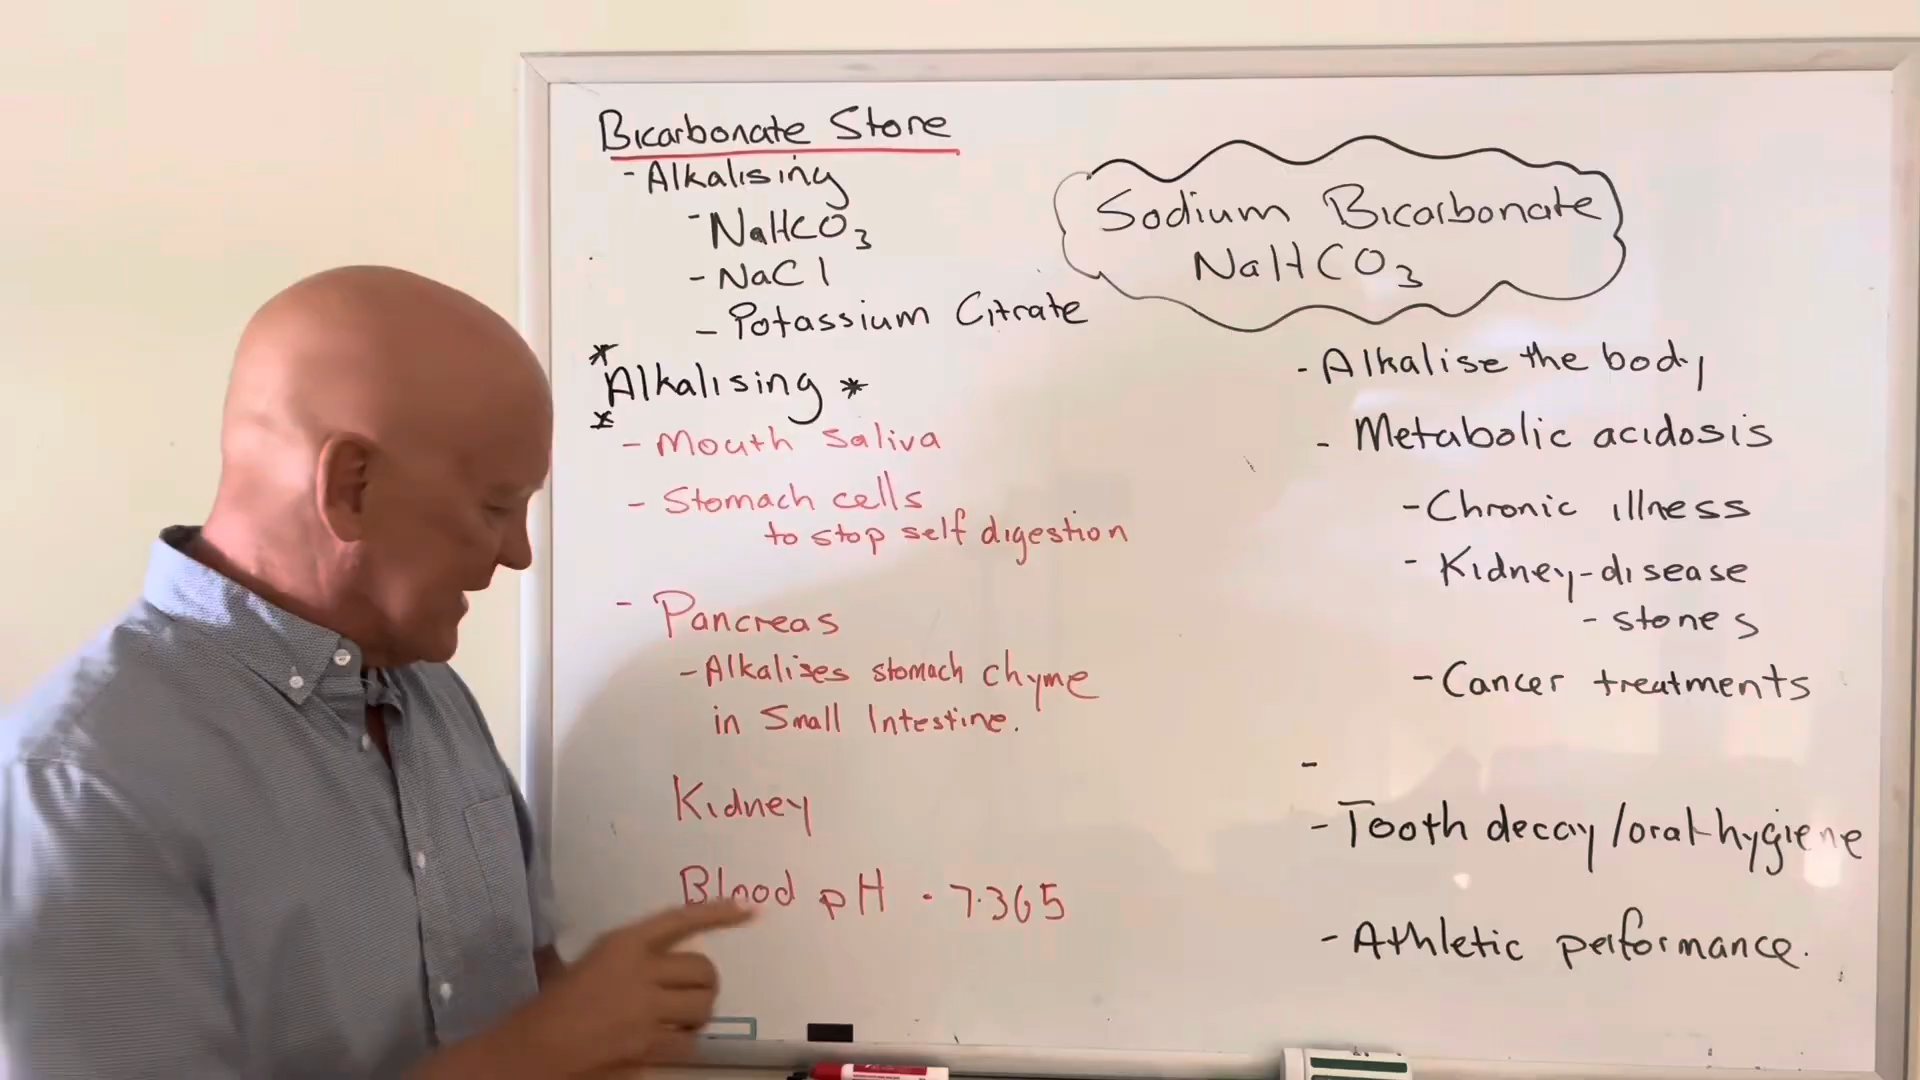 Bicarbonate Store
- Alkalising
- NaHCO3
- NaCl
- Potassium Citrate
* Alkalising *
*
- Mouth Saliva
- Stomach cells
to stop self digestion
- Pancreas
- Alkalizes stomach chyme
in Small Intestine.
Kidney
Blood pH - 7.365
Sodium Bicarbonate
NaHCO3
- Alkalise the body
- Metabolic acidosis
- Chronic illness
- Kidney-disease
- stones
- Cancer treatments
-
- Tooth decay/oral-hygiene
- Athletic performance.